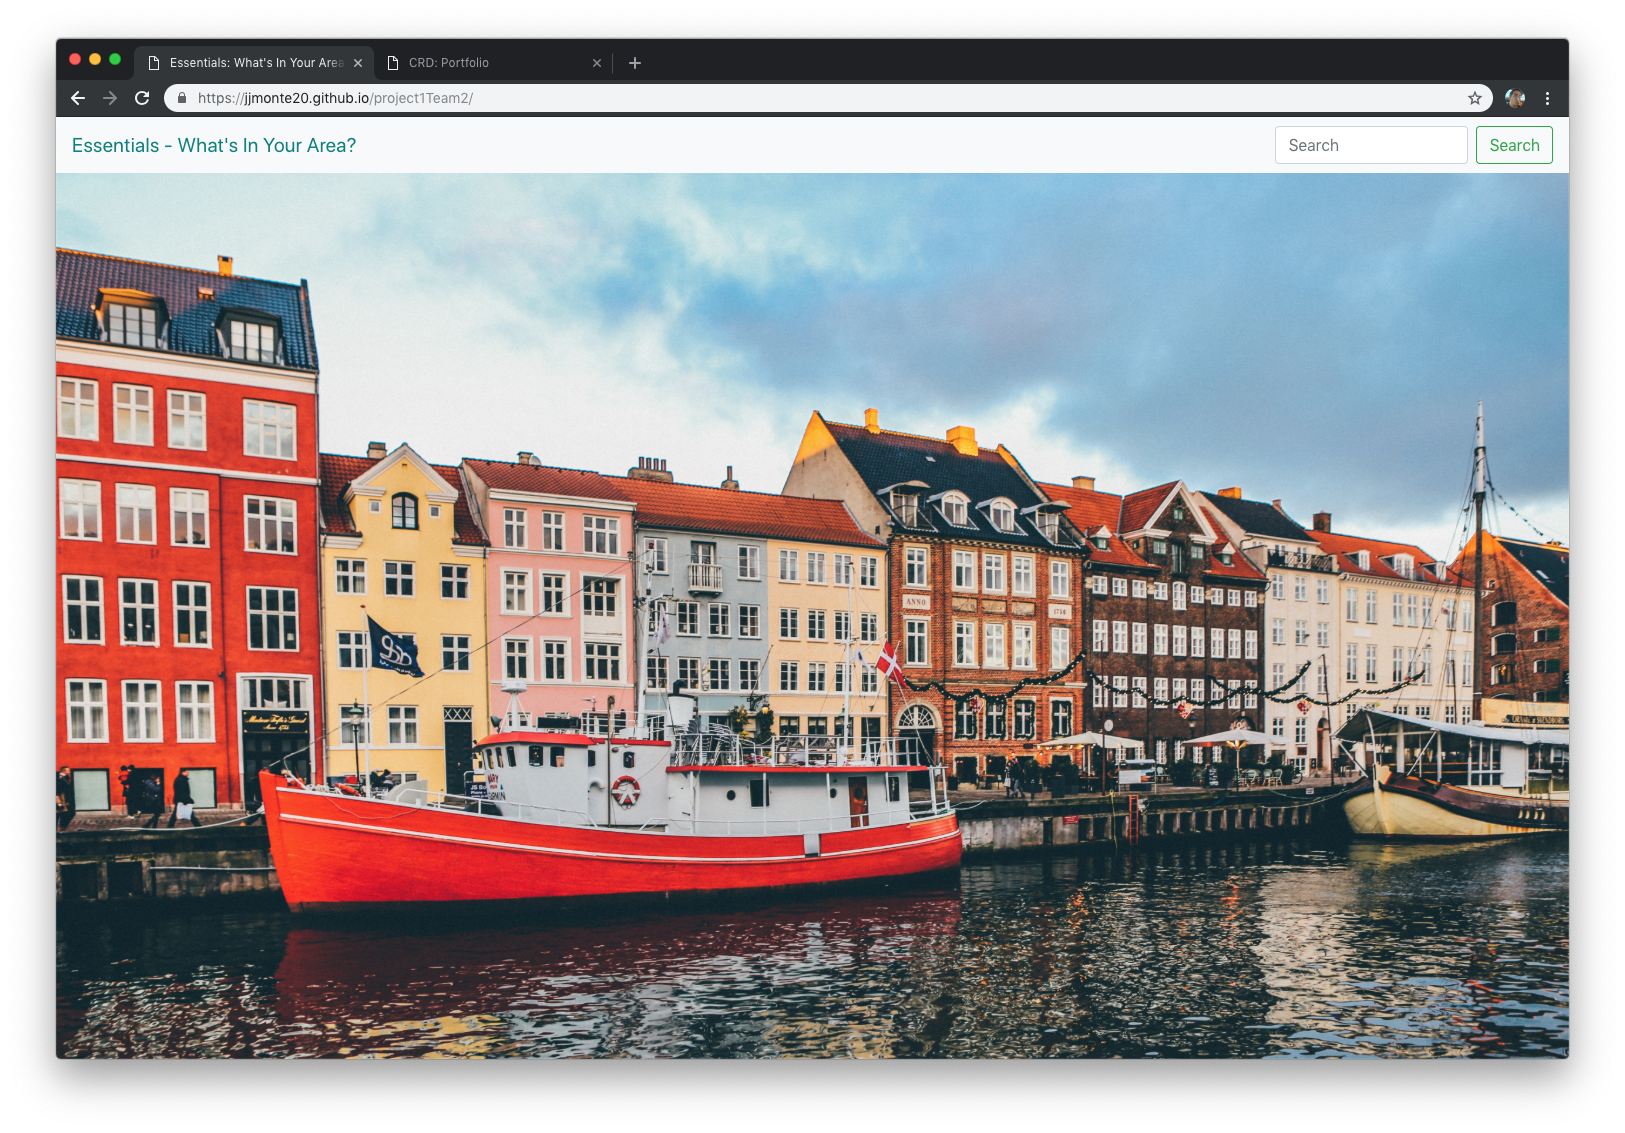 Essentials: What's In Your Area
CRD: Portfolio
https://jjmonte20.github.io/project1Team2/
Essentials - What's In Your Area?
Search
Search
ANNO